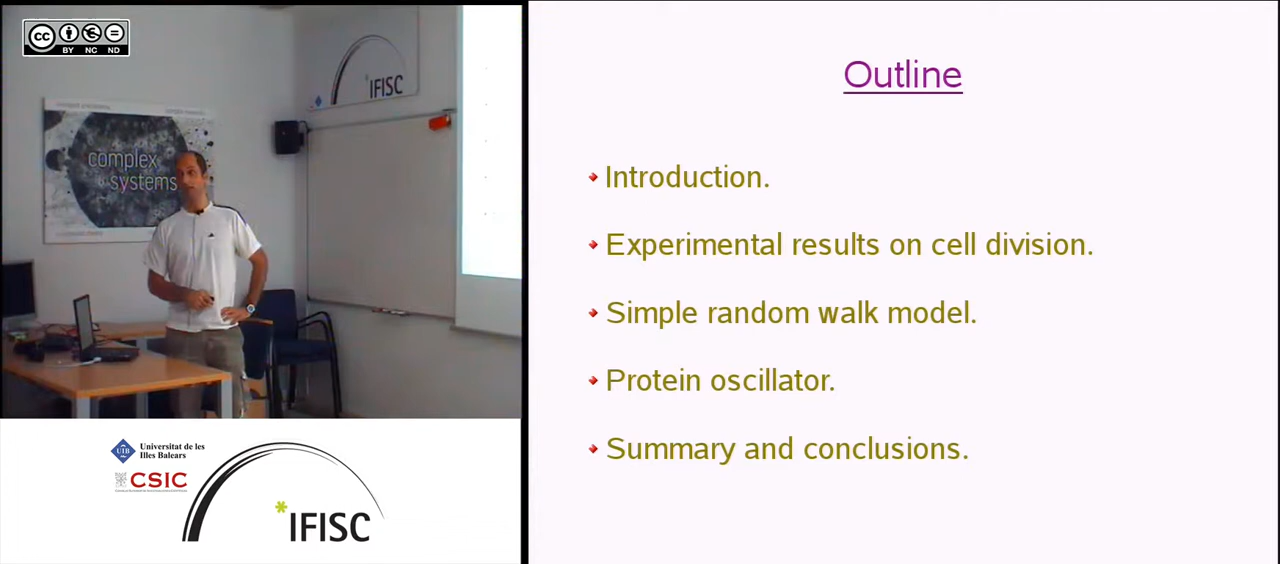 cc
BY NC ND
*IFISC
complex
systems
Universitat de les
Illes Balears
UIB
CSIC
*IFISC
Outline
Introduction.
Experimental results on cell division.
Simple random walk model.
Protein oscillator.
Summary and conclusions.